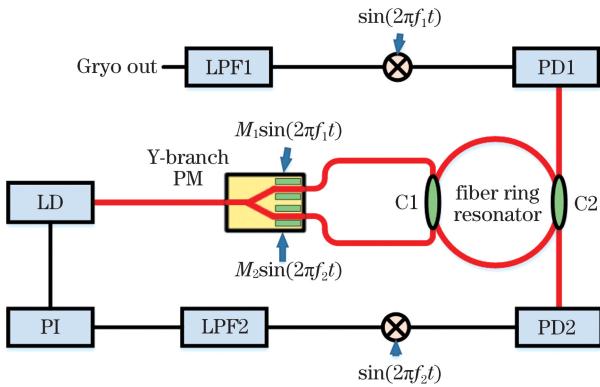 sin(2πf₁t)
Gryo out
LPF1
PD1
M₁sin(2πf₁t)
Y-branch
PM
LD
C1
fiber ring
resonator
C2
M₂sin(2πf₂t)
PI
LPF2
PD2
sin(2πf₂t)